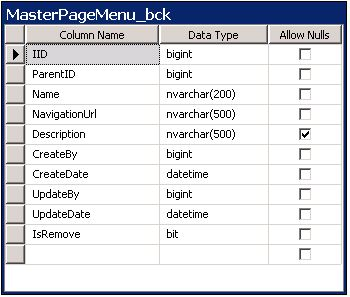 MasterPageMenu_bck
Column Name Data Type Allow Nulls
IID bigint
ParentID bigint
Name nvarchar(200)
NavigationUrl nvarchar(500)
Description nvarchar(500)
CreateBy bigint
CreateDate datetime
UpdateBy bigint
UpdateDate datetime
IsRemove bit